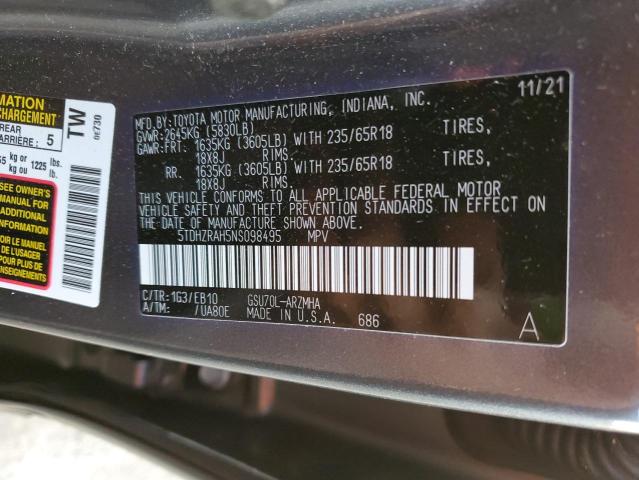 MFD.BY:TOYOTA MOTOR MANUFACTURING, INDIANA, INC. 11/21
GVWR:2645KG (5830LB)
GAWR:FRT: 1635KG (3605LB) WITH 235/65R18 TIRES,
18X8J RIMS.
RR. 1635KG (3605LB) WITH 235/65R18 TIRES,
18X8J RIMS.
THIS VEHICLE CONFORMS TO ALL APPLICABLE FEDERAL MOTOR
VEHICLE SAFETY AND THEFT PREVENTION STANDARDS IN EFFECT ON
THE DATE OF MANUFACTURE SHOWN ABOVE.
5TDHZRAH5NS098495 MPV
C/TR:1G3/EB10 GSU70L-ARZMHA
A/TM: /UA80E MADE IN U.S.A. 686
A
MATION
CHARGEMENT
REAR
ARRIÈRE: 5
TW
0r730
kg or 1225 lbs.
kg ou lb.
SEE OWNER'S
MANUAL FOR
ADDITIONAL
INFORMATION
VOIR LE MANUEL
DE L'USAGER
POUR PLUS DE
RENSEIGNEMENTS